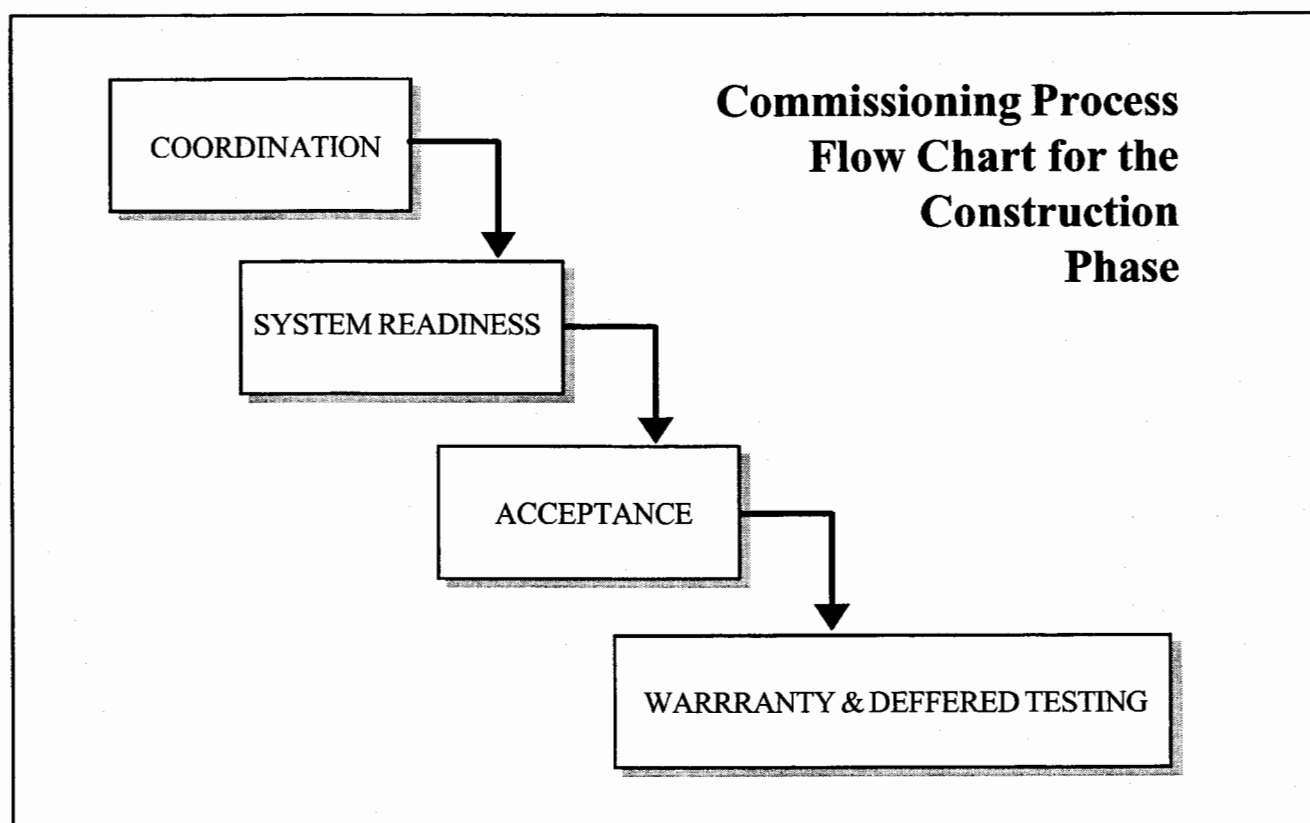 Commissioning Process
Flow Chart for the
Construction
Phase
COORDINATION
SYSTEM READINESS
ACCEPTANCE
WARRRANTY & DEFFERED TESTING